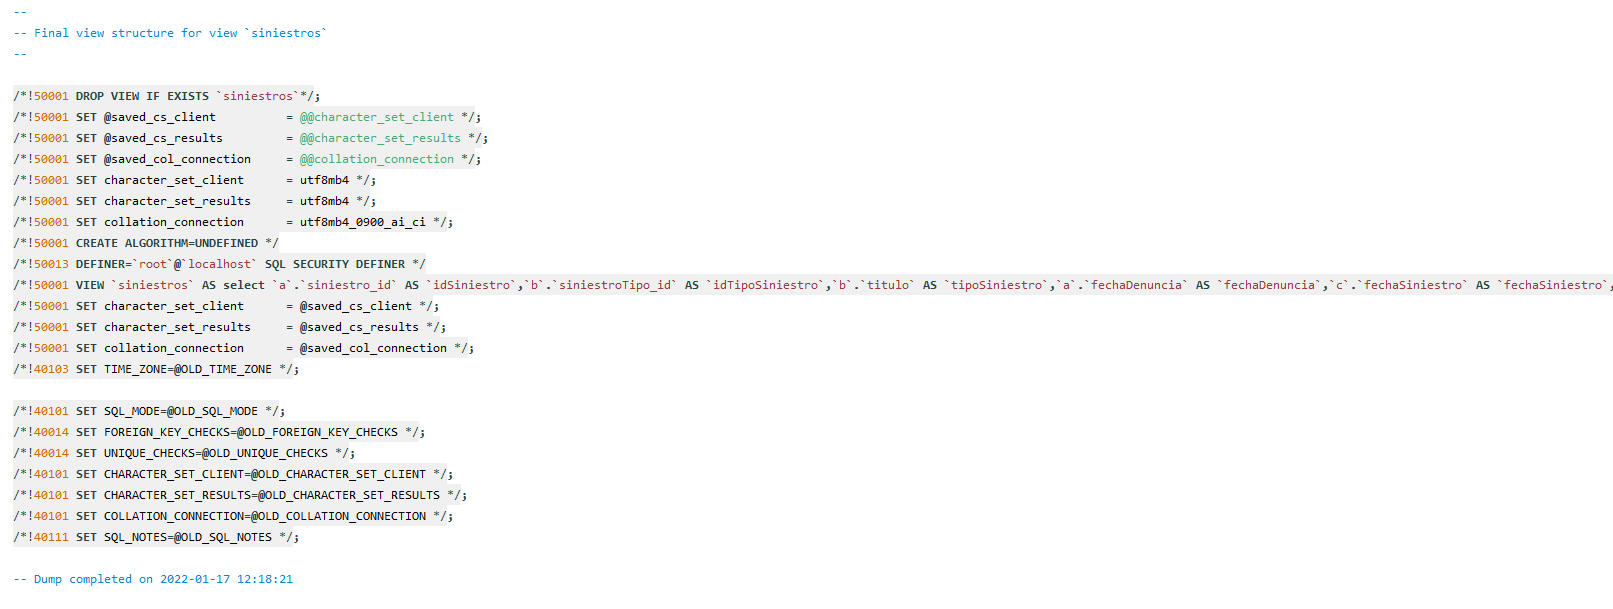 --
-- Final view structure for view `siniestros`
--
/*!50001 DROP VIEW IF EXISTS `siniestros`*/;
/*!50001 SET @saved_cs_client          = @@character_set_client */;
/*!50001 SET @saved_cs_results         = @@character_set_results */;
/*!50001 SET @saved_col_connection     = @@collation_connection */;
/*!50001 SET character_set_client      = utf8mb4 */;
/*!50001 SET character_set_results     = utf8mb4 */;
/*!50001 SET collation_connection      = utf8mb4_0900_ai_ci */;
/*!50001 CREATE ALGORITHM=UNDEFINED */
/*!50013 DEFINER=`root`@`localhost` SQL SECURITY DEFINER */
/*!50001 VIEW `siniestros` AS select `a`.`siniestro_id` AS `idSiniestro`,`b`.`siniestroTipo_id` AS `idTipoSiniestro`,`b`.`titulo` AS `tipoSiniestro`,`a`.`fechaDenuncia` AS `fechaDenuncia`,`c`.`fechaSiniestro` AS `fechaSiniestro`,
/*!50001 SET character_set_client      = @saved_cs_client */;
/*!50001 SET character_set_results     = @saved_cs_results */;
/*!50001 SET collation_connection      = @saved_col_connection */;
/*!40103 SET TIME_ZONE=@OLD_TIME_ZONE */;
/*!40101 SET SQL_MODE=@OLD_SQL_MODE */;
/*!40014 SET FOREIGN_KEY_CHECKS=@OLD_FOREIGN_KEY_CHECKS */;
/*!40014 SET UNIQUE_CHECKS=@OLD_UNIQUE_CHECKS */;
/*!40101 SET CHARACTER_SET_CLIENT=@OLD_CHARACTER_SET_CLIENT */;
/*!40101 SET CHARACTER_SET_RESULTS=@OLD_CHARACTER_SET_RESULTS */;
/*!40101 SET COLLATION_CONNECTION=@OLD_COLLATION_CONNECTION */;
/*!40111 SET SQL_NOTES=@OLD_SQL_NOTES */;
-- Dump completed on 2022-01-17 12:18:21